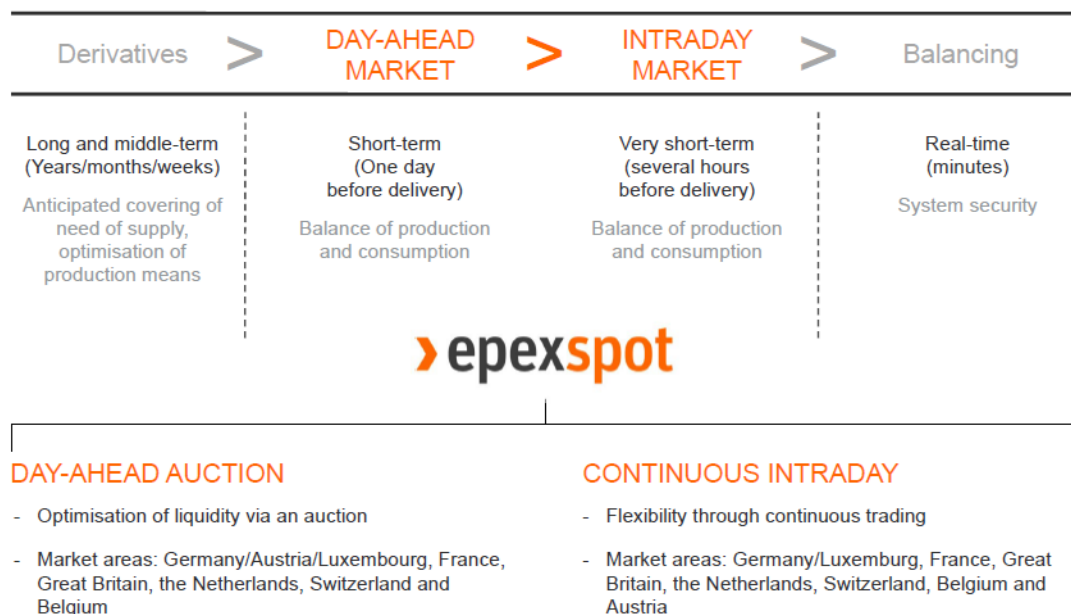 Derivatives > DAY-AHEAD MARKET > INTRADAY MARKET > Balancing
Long and middle-term
(Years/months/weeks)
Anticipated covering of
need of supply,
optimisation of
production means
Short-term
(One day
before delivery)
Balance of production
and consumption
Very short-term
(several hours
before delivery)
Balance of production
and consumption
Real-time
(minutes)
System security
epexspot
DAY-AHEAD AUCTION
- Optimisation of liquidity via an auction
- Market areas: Germany/Austria/Luxembourg, France,
Great Britain, the Netherlands, Switzerland and
Belgium
CONTINUOUS INTRADAY
- Flexibility through continuous trading
- Market areas: Germany/Luxemburg, France, Great
Britain, the Netherlands, Switzerland, Belgium and
Austria